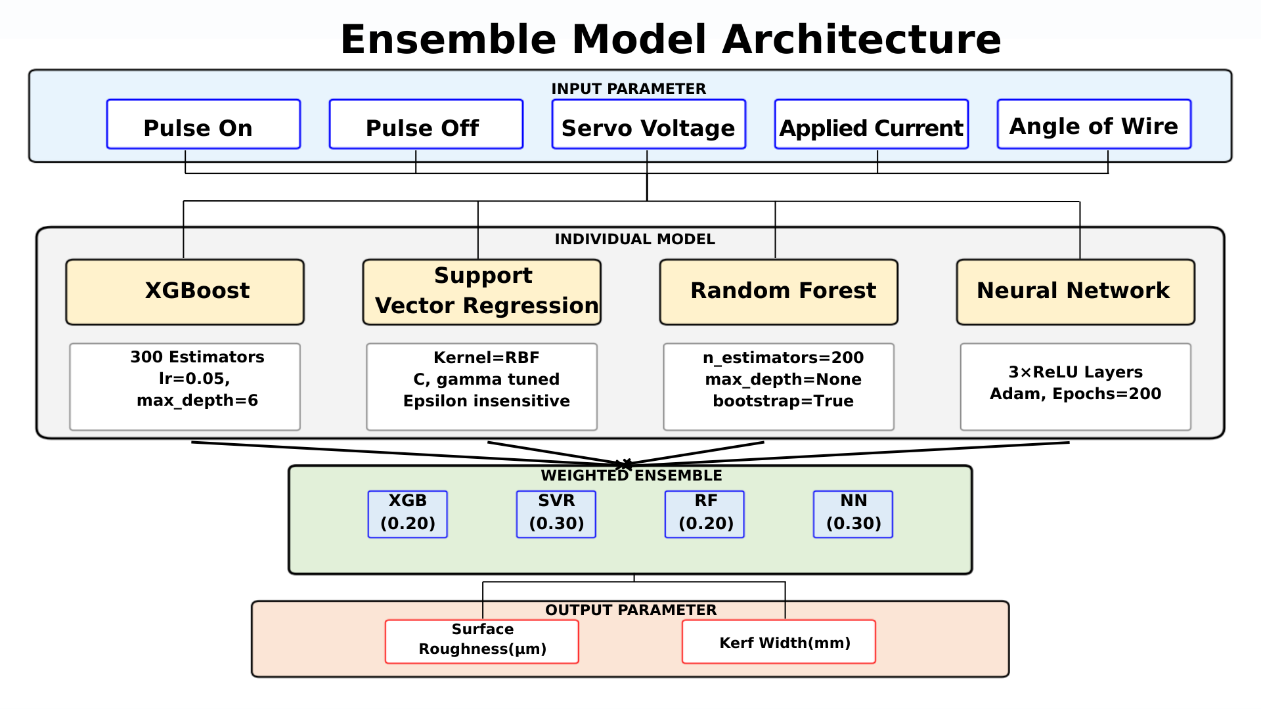 Ensemble Model Architecture
INPUT PARAMETER
Pulse On
Pulse Off
Servo Voltage
Applied Current
Angle of Wire
INDIVIDUAL MODEL
XGBoost
Support
Vector Regression
Random Forest
Neural Network
300 Estimators
lr=0.05,
max_depth=6
Kernel=RBF
C, gamma tuned
Epsilon insensitive
n_estimators=200
max_depth=None
bootstrap=True
3×ReLU Layers
Adam, Epochs=200
WEIGHTED ENSEMBLE
XGB
(0.20)
SVR
(0.30)
RF
(0.20)
NN
(0.30)
OUTPUT PARAMETER
Surface
Roughness(μm)
Kerf Width(mm)